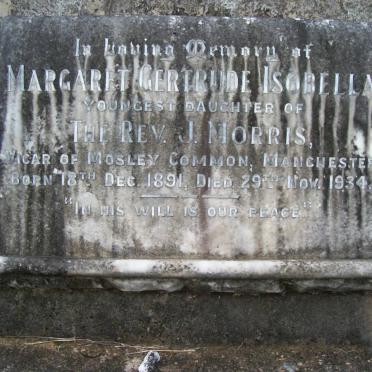 In Loving Memory of
MARGARET GERTRUDE ISOBELLA
YOUNGEST DAUGHTER OF
THE REV. J. MORRIS,
VICAR OF MOSLEY COMMON, MANCHESTER
BORN 18TH DEC. 1891, DIED 29TH NOV. 1934.
"IN HIS WILL IS OUR PEACE"